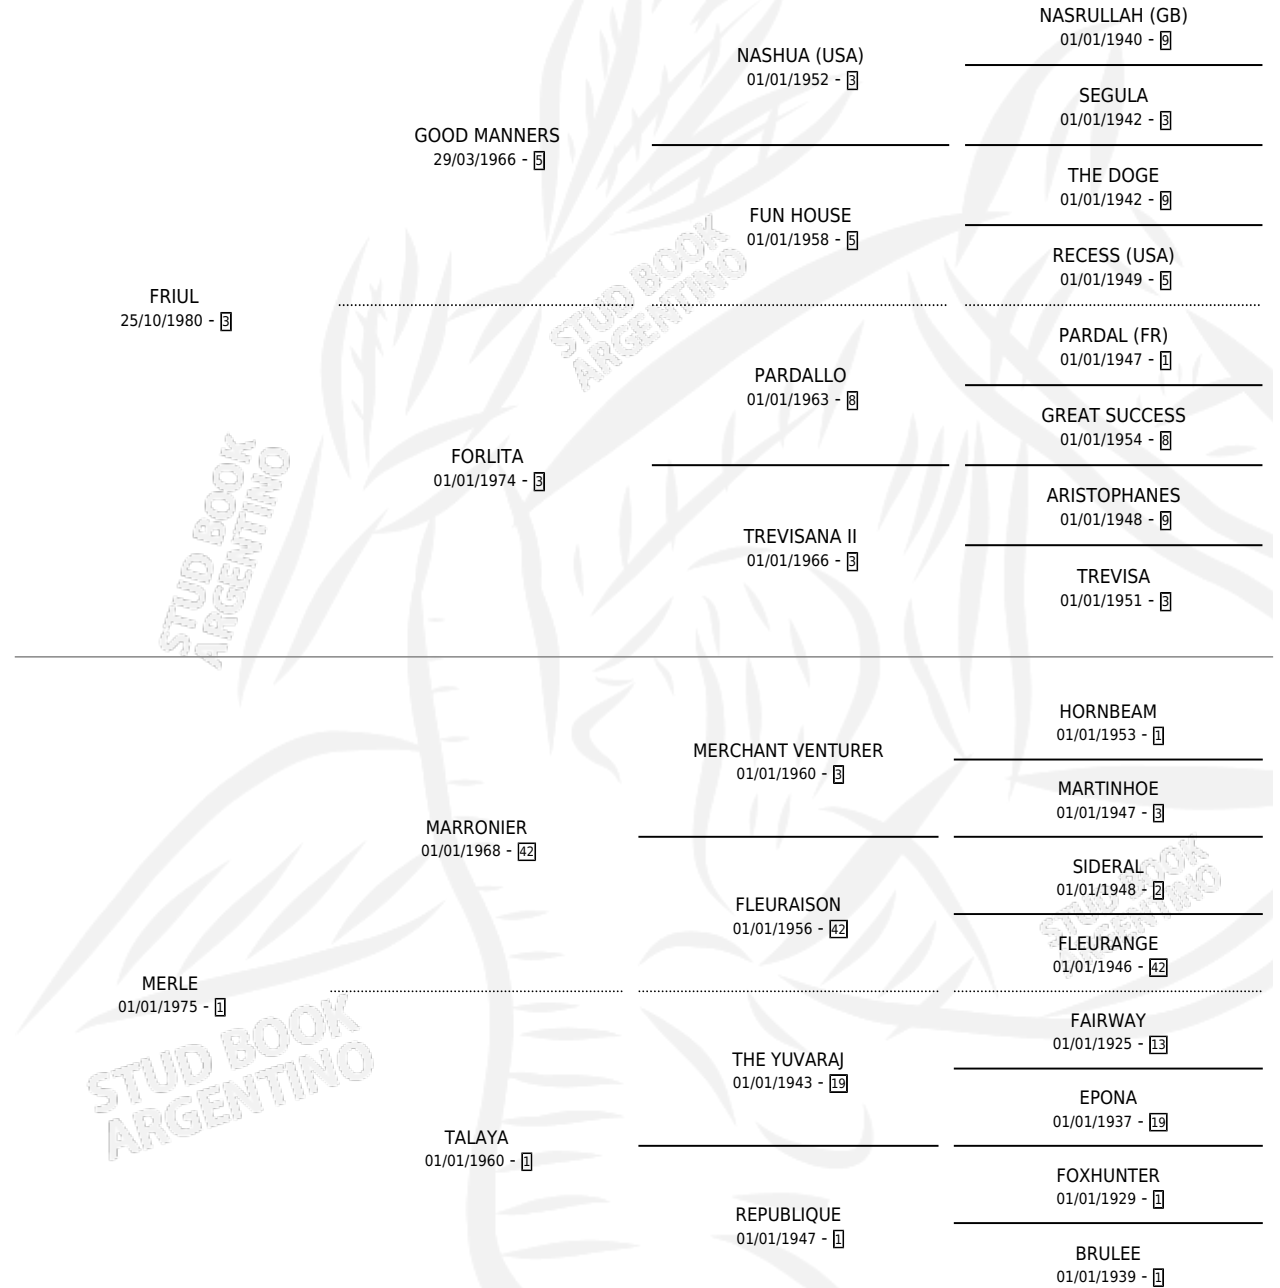 NASRULLAH (GB)
01/01/1940 - 9
NASHUA (USA)
01/01/1952 - 3
SEGULA
01/01/1942 - 3
GOOD MANNERS
29/03/1966 - 5
THE DOGE
01/01/1942 - 9
FUN HOUSE
01/01/1958 - 5
RECESS (USA)
01/01/1949 - 5
FRIUL
25/10/1980 - 3
STUD BOOK
ARGENTINO
PARDAL (FR)
01/01/1947 - 1
PARDALLO
01/01/1963 - 8
GREAT SUCCESS
01/01/1954 - 8
FORLITA
01/01/1974 - 3
ARISTOPHANES
01/01/1948 - 9
TREVISANA II
01/01/1966 - 3
TREVISA
01/01/1951 - 3
STUD BOOK
ARGENTINO
HORNBEAM
01/01/1953 - 1
MERCHANT VENTURER
01/01/1960 - 3
MARTINHOE
01/01/1947 - 3
MARRONIER
01/01/1968 - 42
SIDERAL
01/01/1948 - 2
FLEURAISON
01/01/1956 - 42
FLEURANGE
01/01/1946 - 42
STUD BOOK
ARGENTINO
MERLE
01/01/1975 - 1
FAIRWAY
01/01/1925 - 13
THE YUVARAJ
01/01/1943 - 19
EPONA
01/01/1937 - 19
STUD BOOK
ARGENTINO
TALAYA
01/01/1960 - 1
FOXHUNTER
01/01/1929 - 1
REPUBLIQUE
01/01/1947 - 1
BRULEE
01/01/1939 - 1